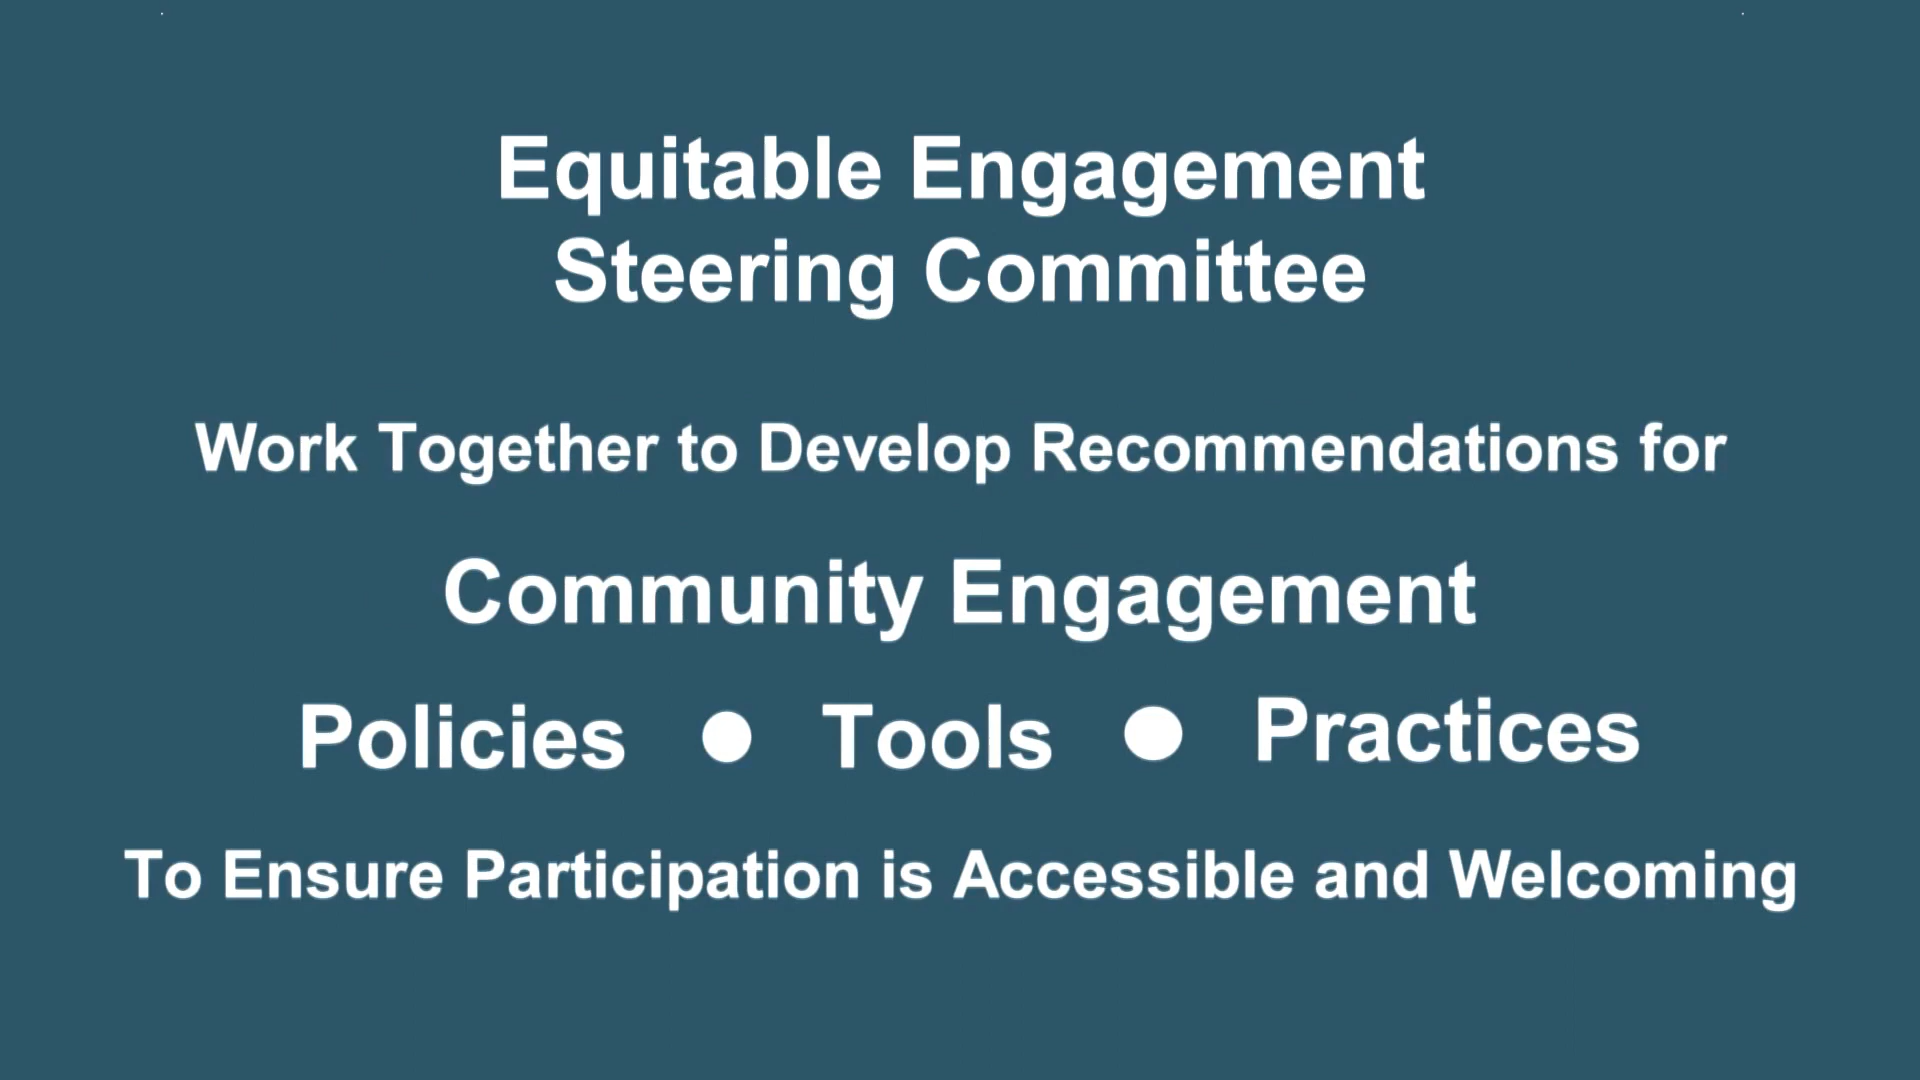 Equitable Engagement
Steering Committee
Work Together to Develop Recommendations for
Community Engagement
Policies ● Tools ● Practices
To Ensure Participation is Accessible and Welcoming